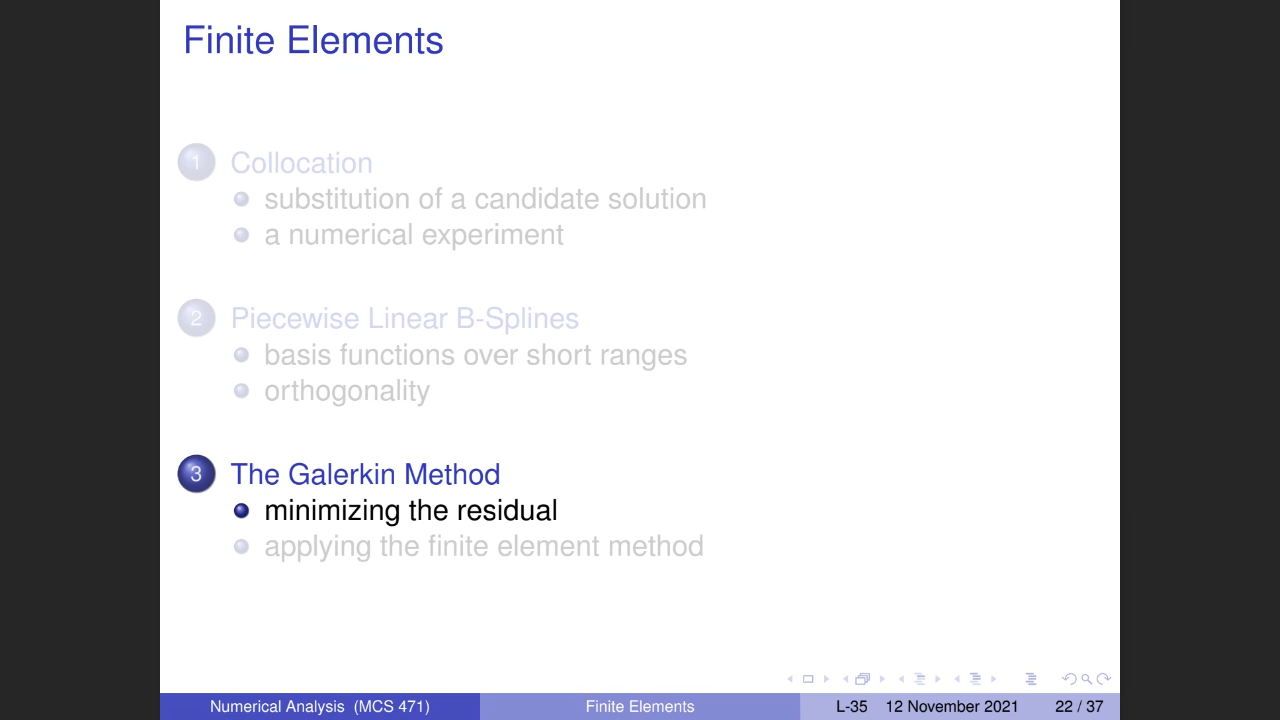 Finite Elements
1 Collocation
substitution of a candidate solution
a numerical experiment
2 Piecewise Linear B-Splines
basis functions over short ranges
orthogonality
3 The Galerkin Method
minimizing the residual
applying the finite element method
Numerical Analysis (MCS 471) Finite Elements L-35 12 November 2021 22 / 37